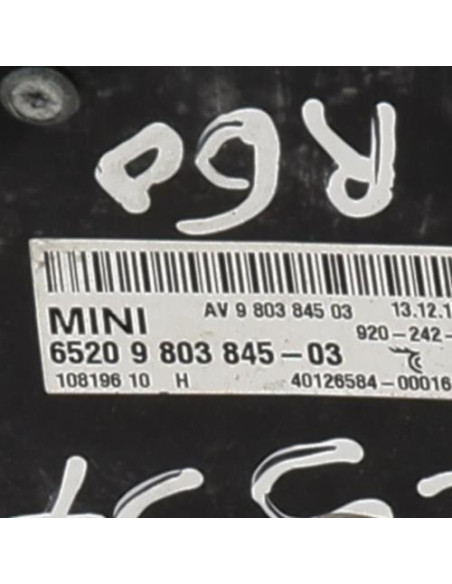 R60
AV 9 803 845 03 13.12.1
MINI 920-242-
6520 9 803 845-03
108196 10 H 40126584-00016